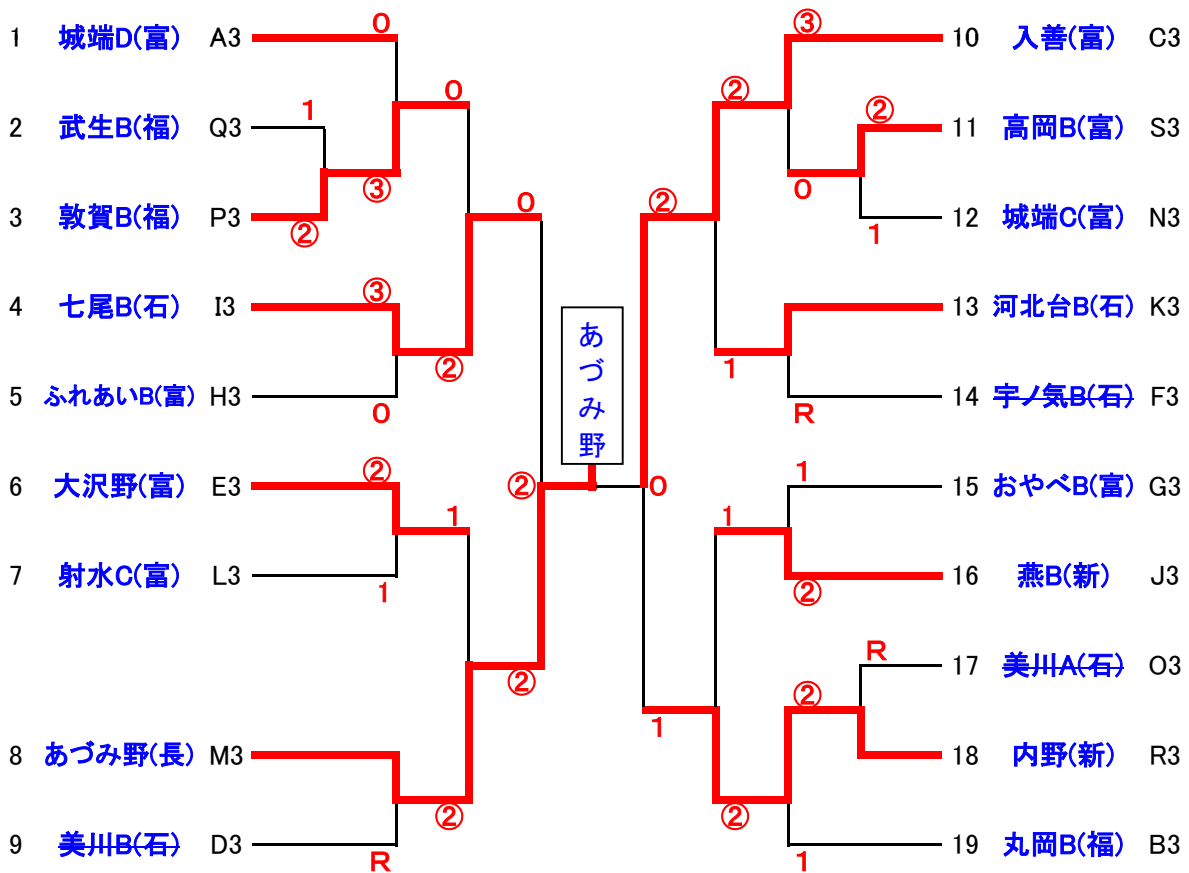 0
③
1 城端D(富) A3
10 入善(富) C3
0
②
1
②
2 武生B(福) Q3
11 高岡B(富) S3
③
0
0
②
3 敦賀B(福) P3
12 城端C(富) N3
②
1
③
4 七尾B(石) I3
13 河北台B(石) K3
あづみ野
②
1
5 ふれあいB(富) H3
14 宇ノ気B(石) F3
0
R
②
1
6 大沢野(富) E3
②
0
15 おやべB(富) G3
1
1
7 射水C(富) L3
16 燕B(新) J3
1
②
R
17 美川A(石) O3
②
②
1
8 あづみ野(長) M3
18 内野(新) R3
②
②
9 美川B(石) D3
19 丸岡B(福) B3
R
1